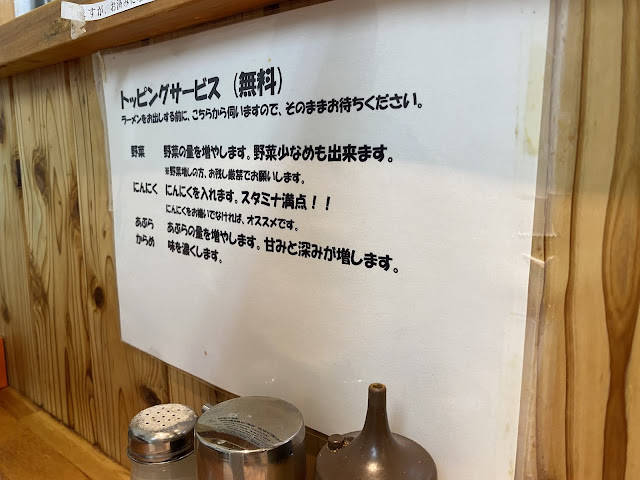 すが、お済みに
トッピングサービス（無料）
ラーメンをお出しする前に、こちらから伺いますので、そのままお待ちください。
野菜　野菜の量を増やします。野菜少なめも出来ます。
※野菜増しの方、お残し厳禁でお願いします。
にんにく　にんにくを入れます。スタミナ満点！！
にんにくをお嫌いでなければ、オススメです。
あぶら　あぶらの量を増やします。甘みと深みが増します。
からめ　味を濃くします。